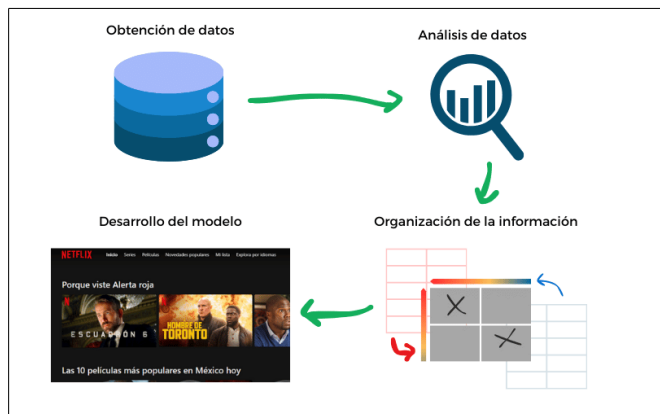 Obtención de datos
Análisis de datos
Desarrollo del modelo
Organización de la información
NETFLIX Inicio Series Películas Novedades populares Mi lista Explora por idiomas
Porque viste Alerta roja
ESCUADRÓN 6
HOMBRE DE
TORONTO
Las 10 películas más populares en México hoy